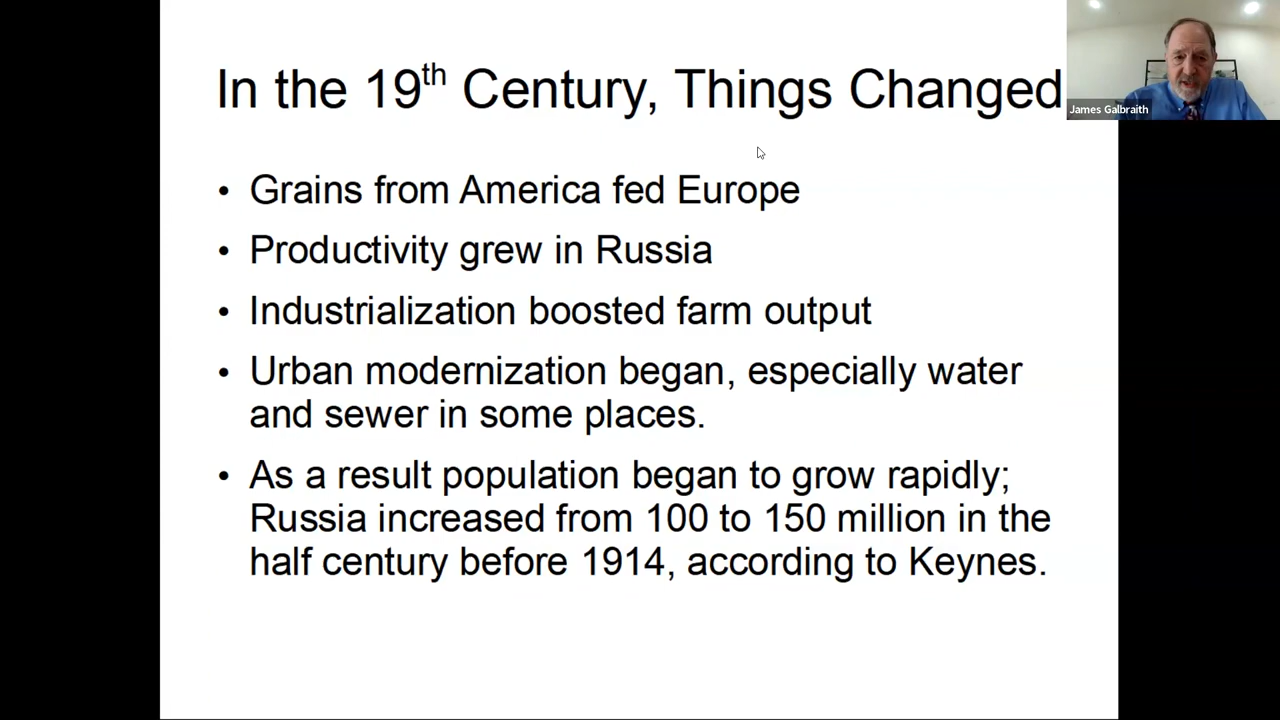 In the 19th Century, Things Changed
James Galbraith
• Grains from America fed Europe
• Productivity grew in Russia
• Industrialization boosted farm output
• Urban modernization began, especially water
and sewer in some places.
• As a result population began to grow rapidly;
Russia increased from 100 to 150 million in the
half century before 1914, according to Keynes.